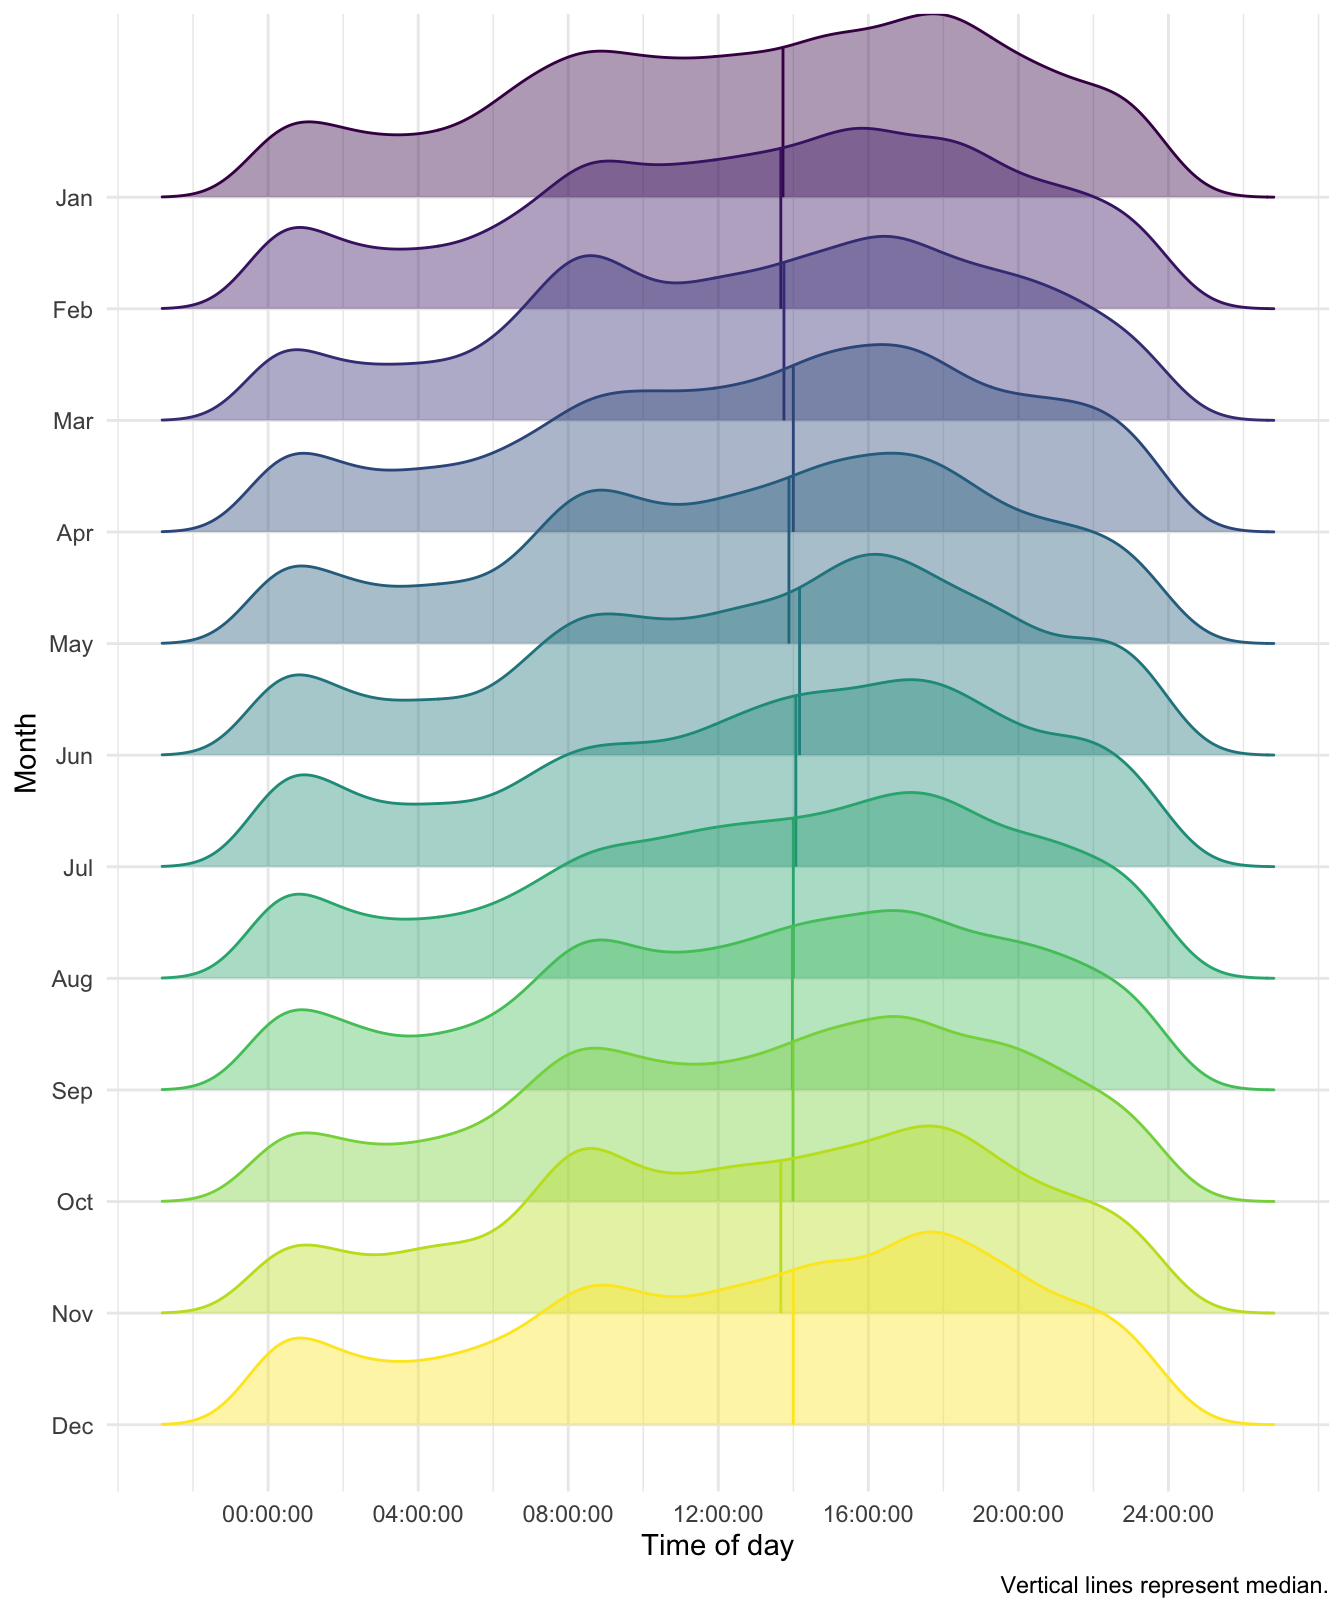 Jan
Feb
Mar
Apr
May
Jun
Jul
Aug
Sep
Oct
Nov
Dec
Month
00:00:00 04:00:00 08:00:00 12:00:00 16:00:00 20:00:00 24:00:00
Time of day
Vertical lines represent median.